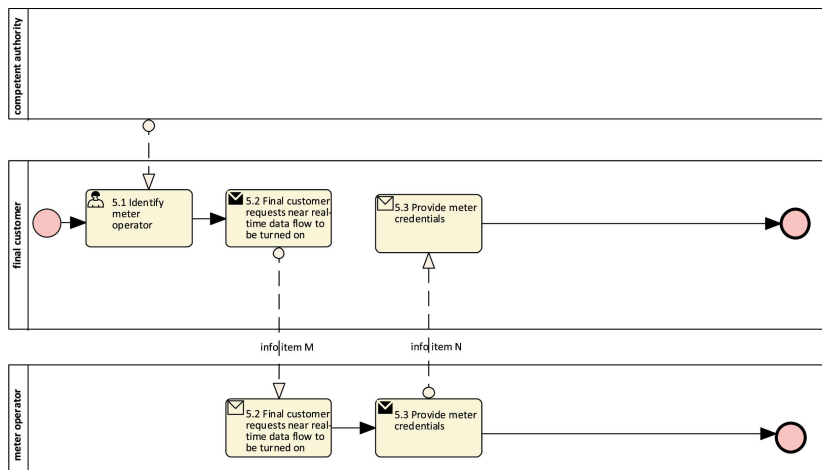 competent authority
final customer
5.1 Identify
meter
operator
5.2 Final customer
requests near real-
time data flow to
be turned on
5.3 Provide meter
credentials
info item M
info item N
meter operator
5.2 Final customer
requests near real-
time data flow to
be turned on
5.3 Provide meter
credentials